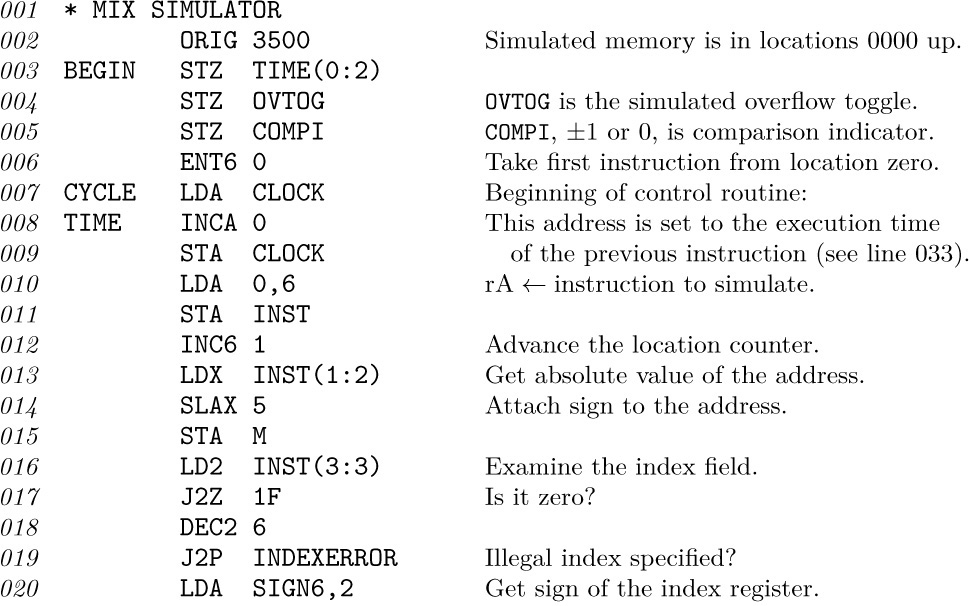 001 * MIX SIMULATOR
002 ORIG 3500 Simulated memory is in locations 0000 up.
003 BEGIN STZ TIME(0:2)
004 STZ OVTOG OVTOG is the simulated overflow toggle.
005 STZ COMPI COMPI, ±1 or 0, is comparison indicator.
006 ENT6 0 Take first instruction from location zero.
007 CYCLE LDA CLOCK Beginning of control routine:
008 TIME INCA 0 This address is set to the execution time
009 STA CLOCK of the previous instruction (see line 033).
010 LDA 0,6 rA ← instruction to simulate.
011 STA INST
012 INC6 1 Advance the location counter.
013 LDX INST(1:2) Get absolute value of the address.
014 SLAX 5 Attach sign to the address.
015 STA M
016 LD2 INST(3:3) Examine the index field.
017 J2Z 1F Is it zero?
018 DEC2 6
019 J2P INDEXERROR Illegal index specified?
020 LDA SIGN6,2 Get sign of the index register.